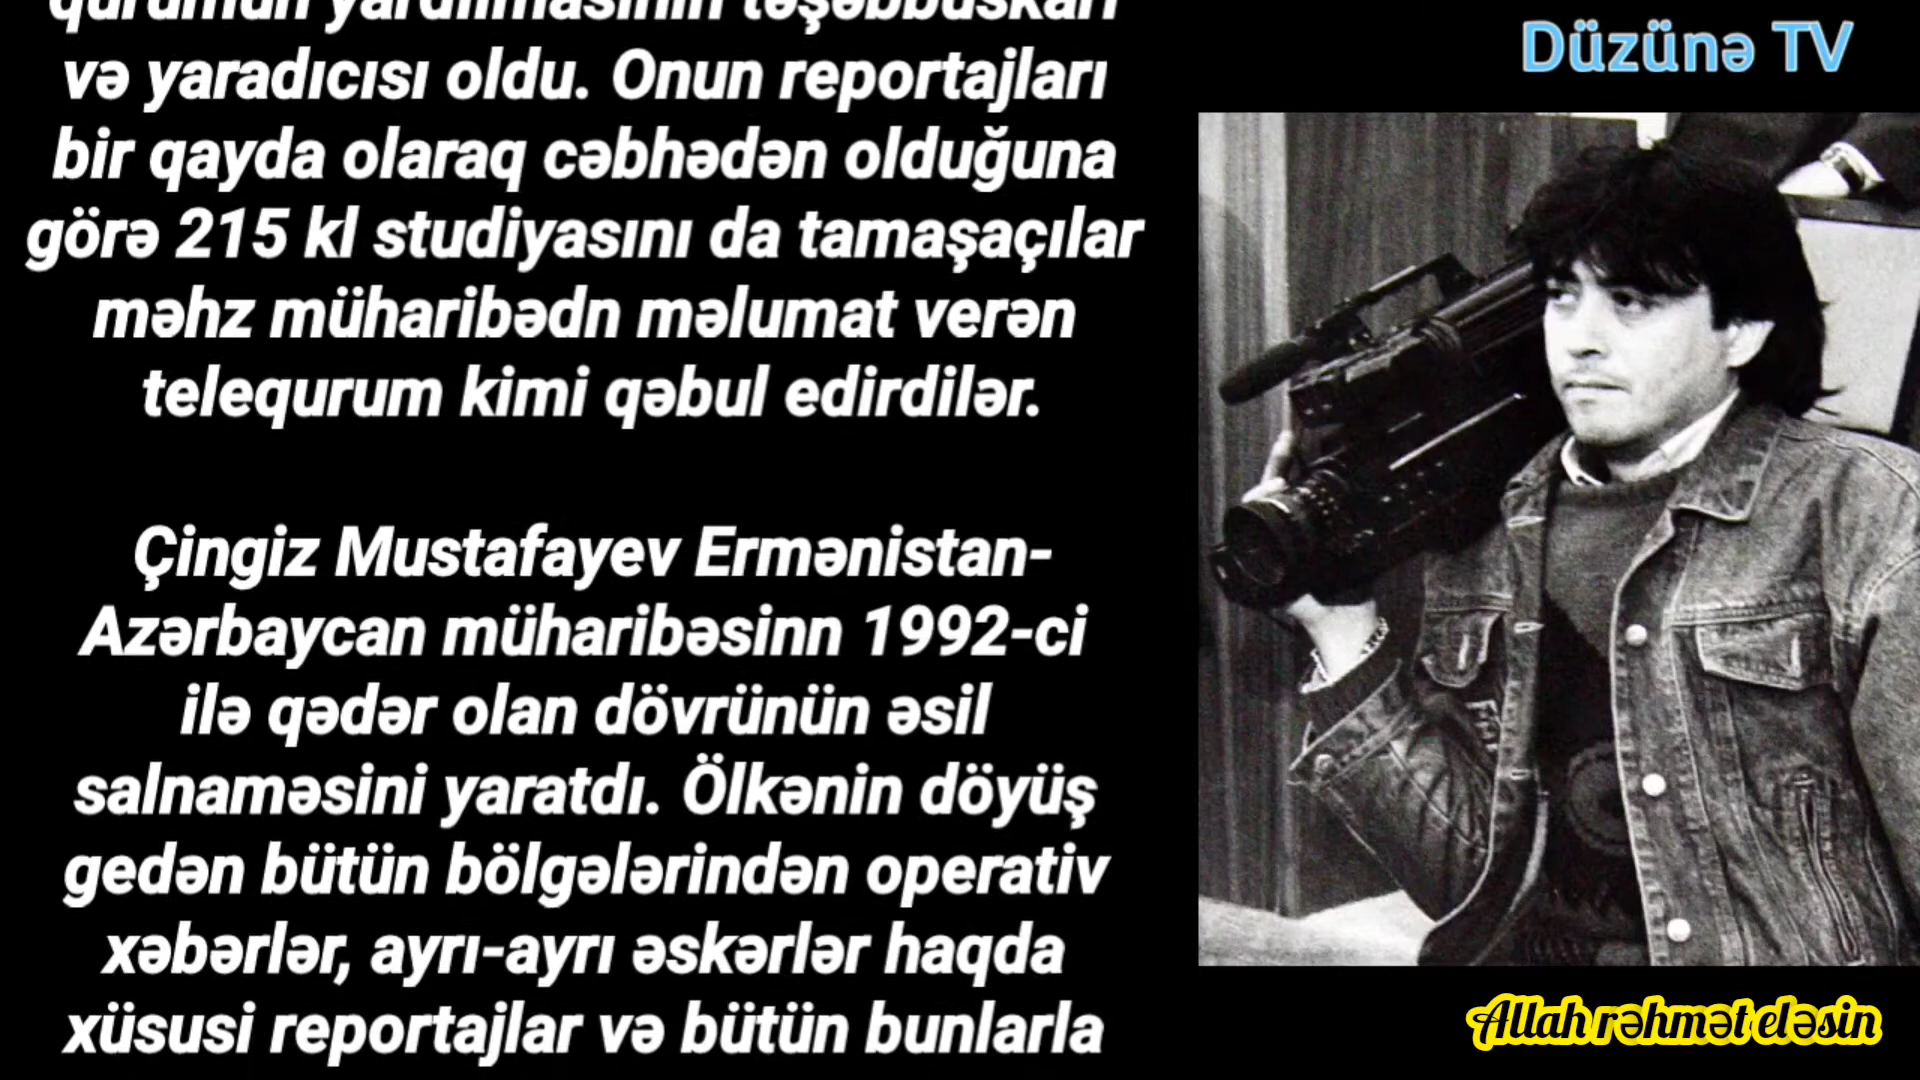 qurumun yardılmasının təşəbbüskarı
və yaradıcısı oldu. Onun reportajları
bir qayda olaraq cəbhədən olduğuna
görə 215 kl studiyasını da tamaşaçılar
məhz müharibədn məlumat verən
telequrum kimi qəbul edirdilər.
Çingiz Mustafayev Ermənistan-
Azərbaycan müharibəsinn 1992-ci
ilə qədər olan dövrünün əsil
salnaməsini yaratdı. Ölkənin döyüş
gedən bütün bölgələrindən operativ
xəbərlər, ayrı-ayrı əskərlər haqda
xüsusi reportajlar və bütün bunlarla
Düzünə TV
Allah rəhmət eləsin